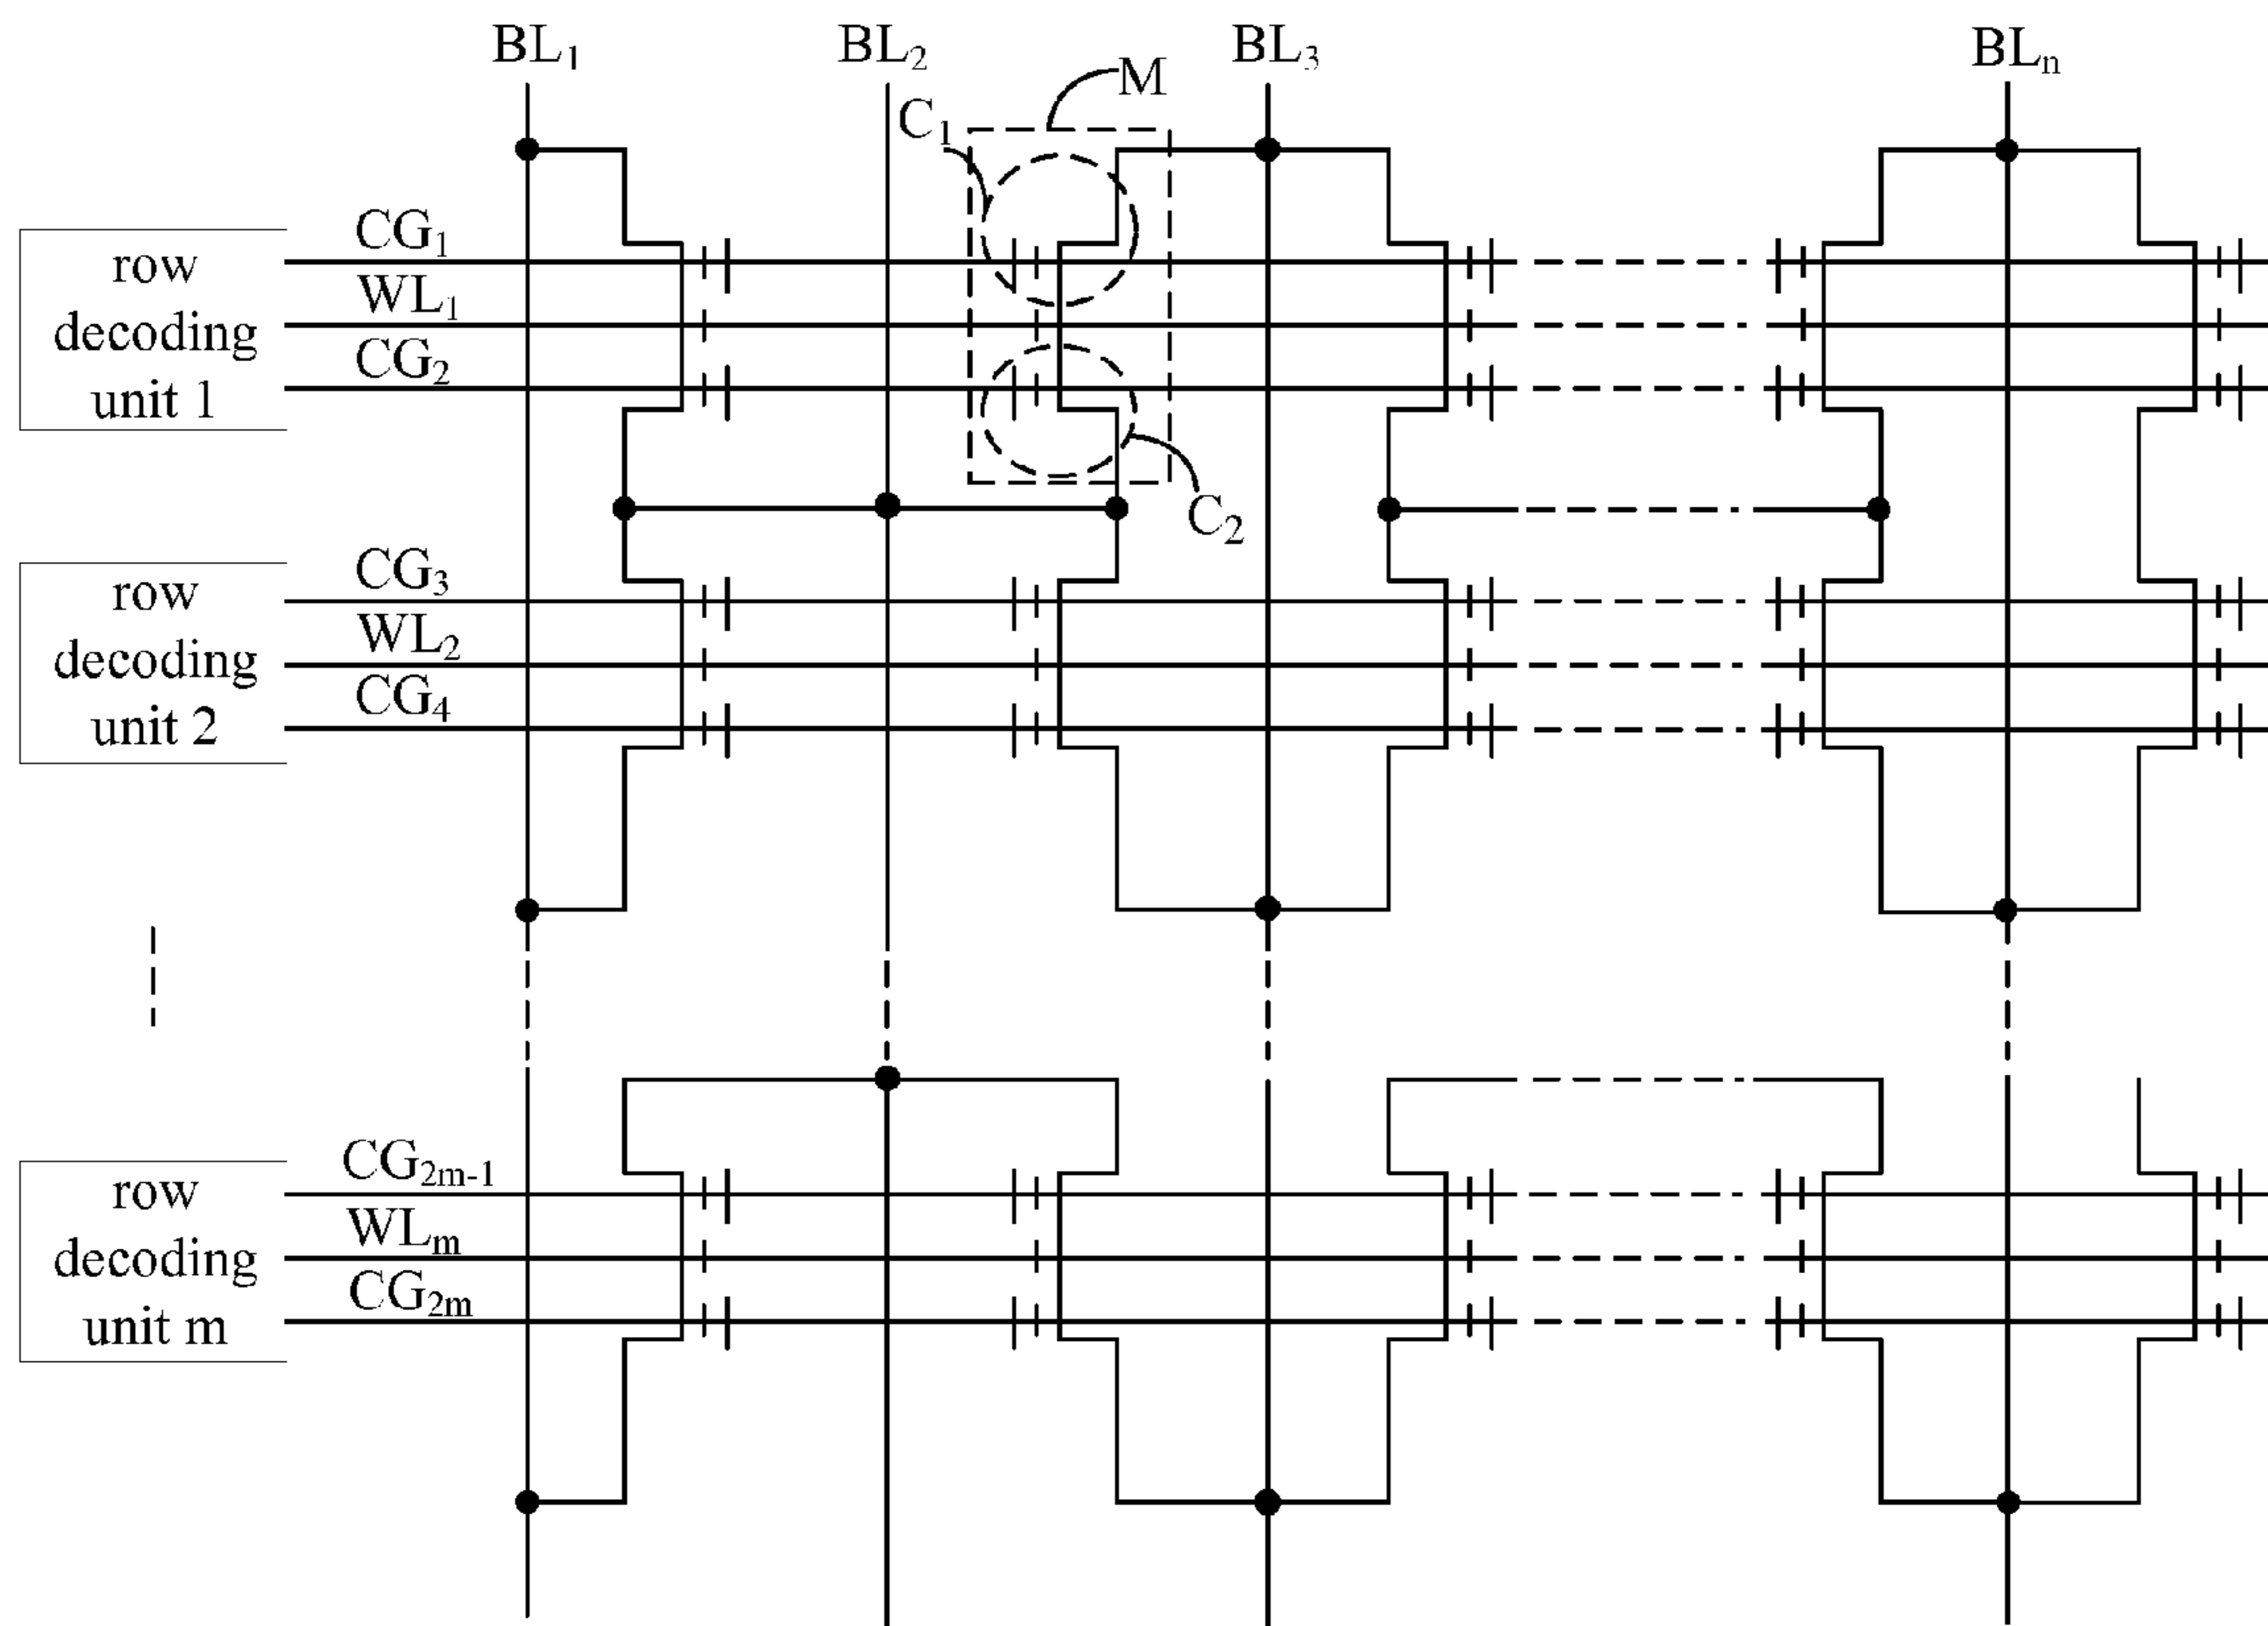 BL₁ BL₂ BL₃ BLₙ
M
C₁
CG₁
WL₁
CG₂
row
decoding
unit 1
C₂
CG₃
WL₂
CG₄
row
decoding
unit 2
CG₂ₘ₋₁
WLₘ
CG₂ₘ
row
decoding
unit m